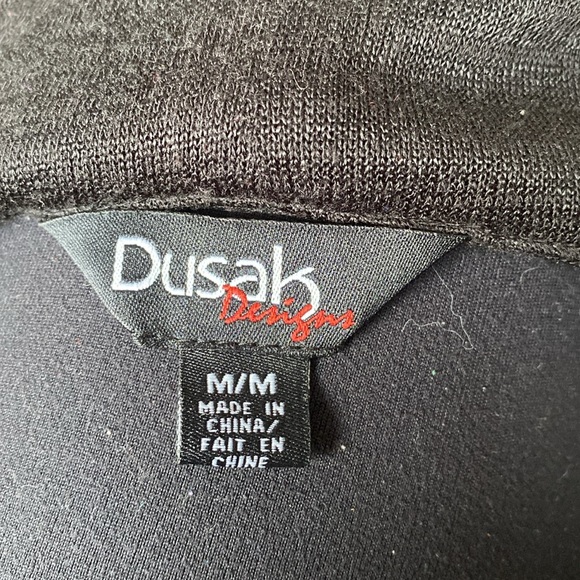 Dusak
Designs
M/M
MADE IN
CHINA/
FAIT EN
CHINE